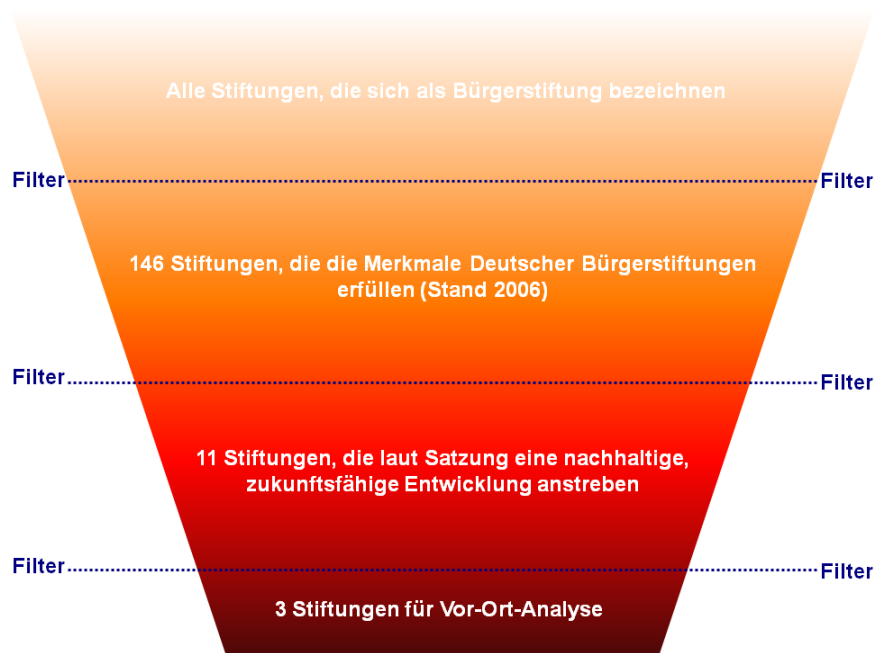 Alle Stiftungen, die sich als Bürgerstiftung bezeichnen
Filter Filter
146 Stiftungen, die die Merkmale Deutscher Bürgerstiftungen
erfüllen (Stand 2006)
Filter Filter
11 Stiftungen, die laut Satzung eine nachhaltige,
zukunftsfähige Entwicklung anstreben
Filter Filter
3 Stiftungen für Vor-Ort-Analyse